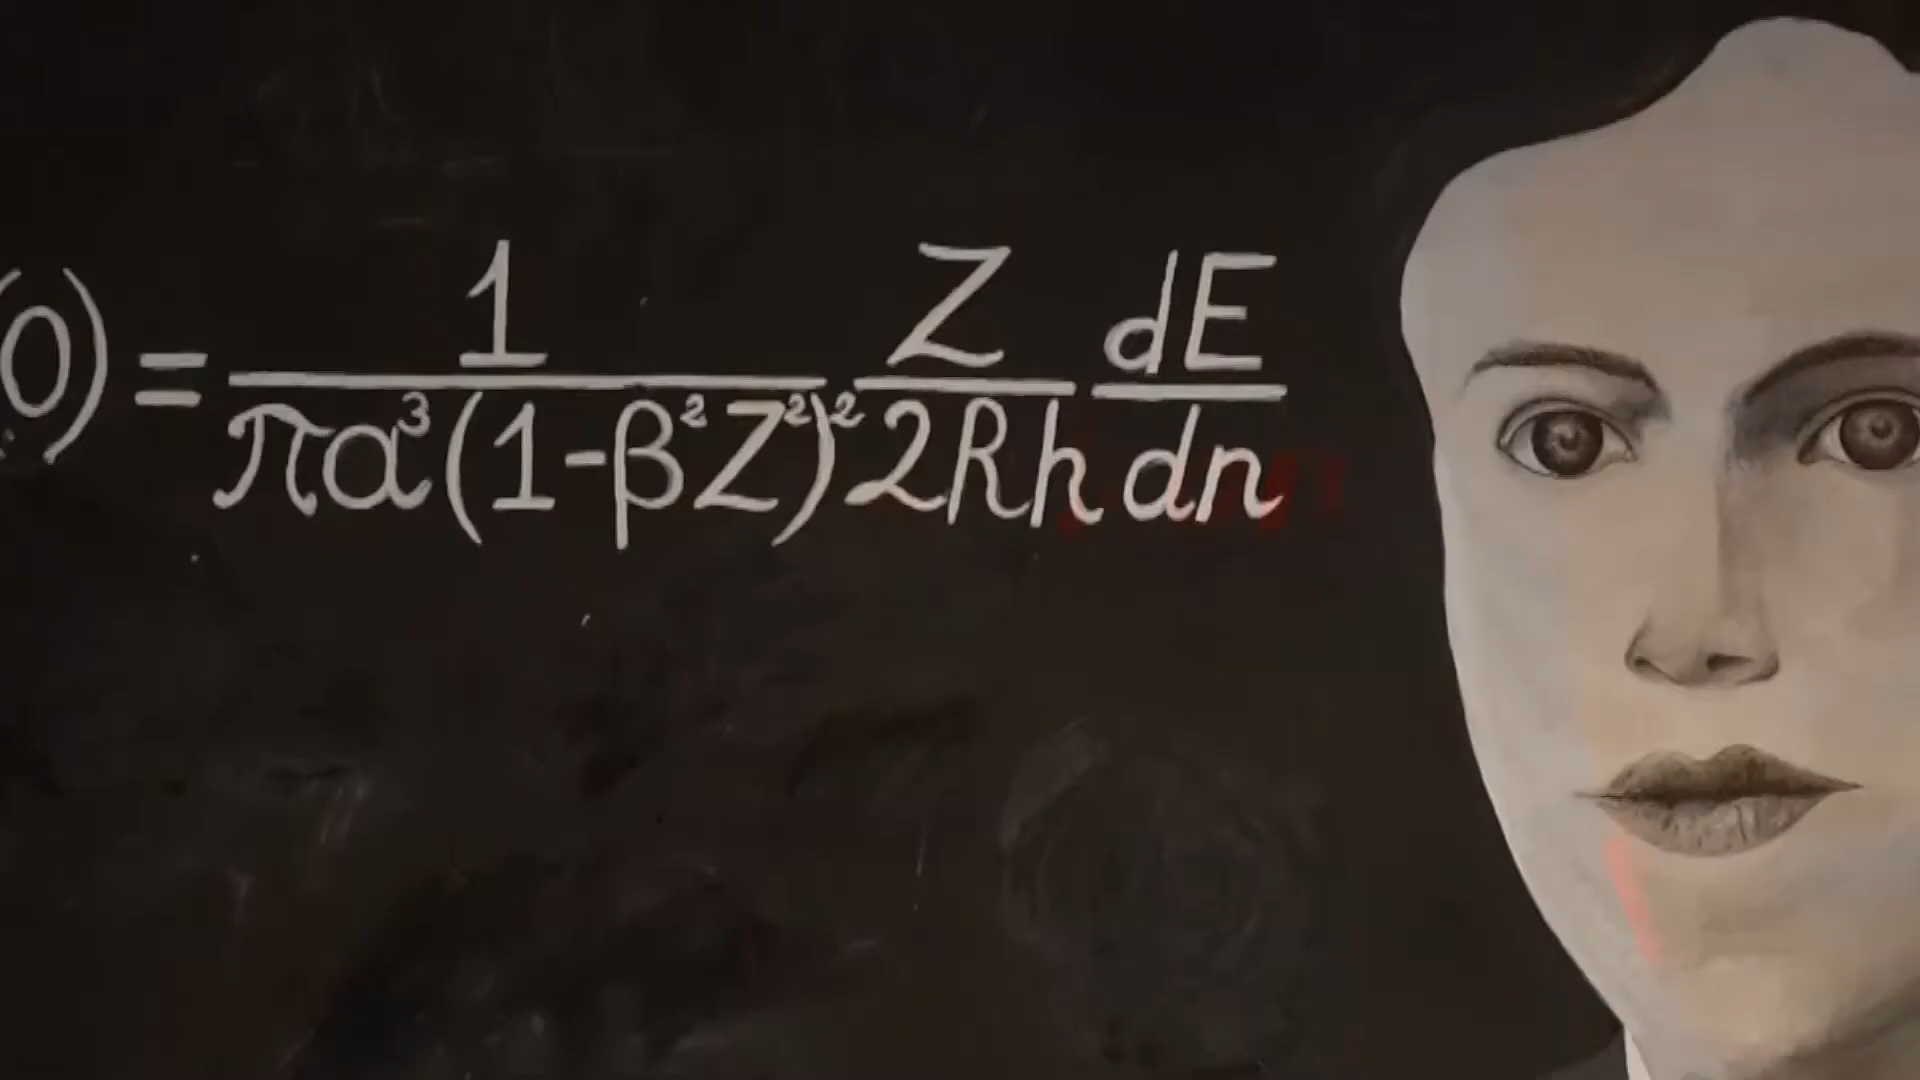 (0) = 1/(πa³(1-β²Z²)²) Z/(2Rh) dE/dn